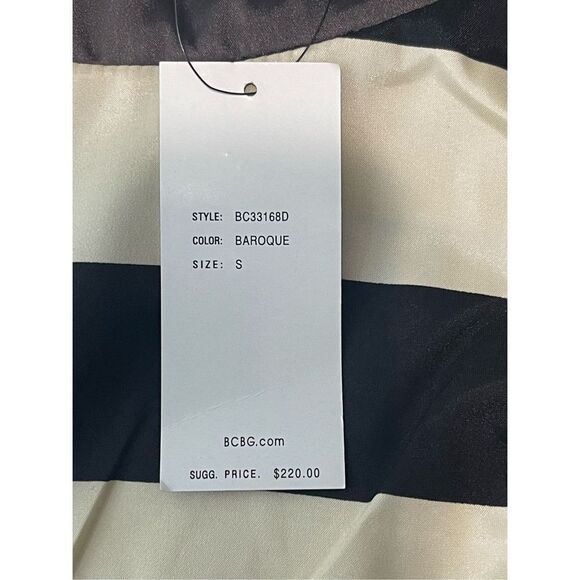 STYLE: BC33168D
COLOR: BAROQUE
SIZE: S
BCBG.com
SUGG. PRICE. $220.00